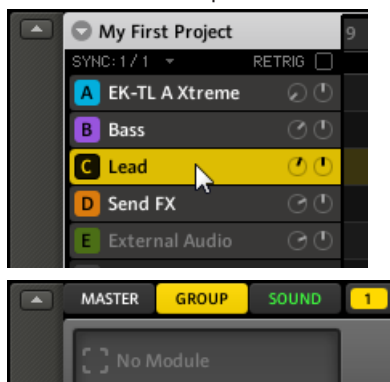 My First Project 9
SYNC: 1 / 1 RETRIG
A EK-TL A Xtreme
B Bass
C Lead
D Send FX
E External Audio
MASTER GROUP SOUND 1
No Module